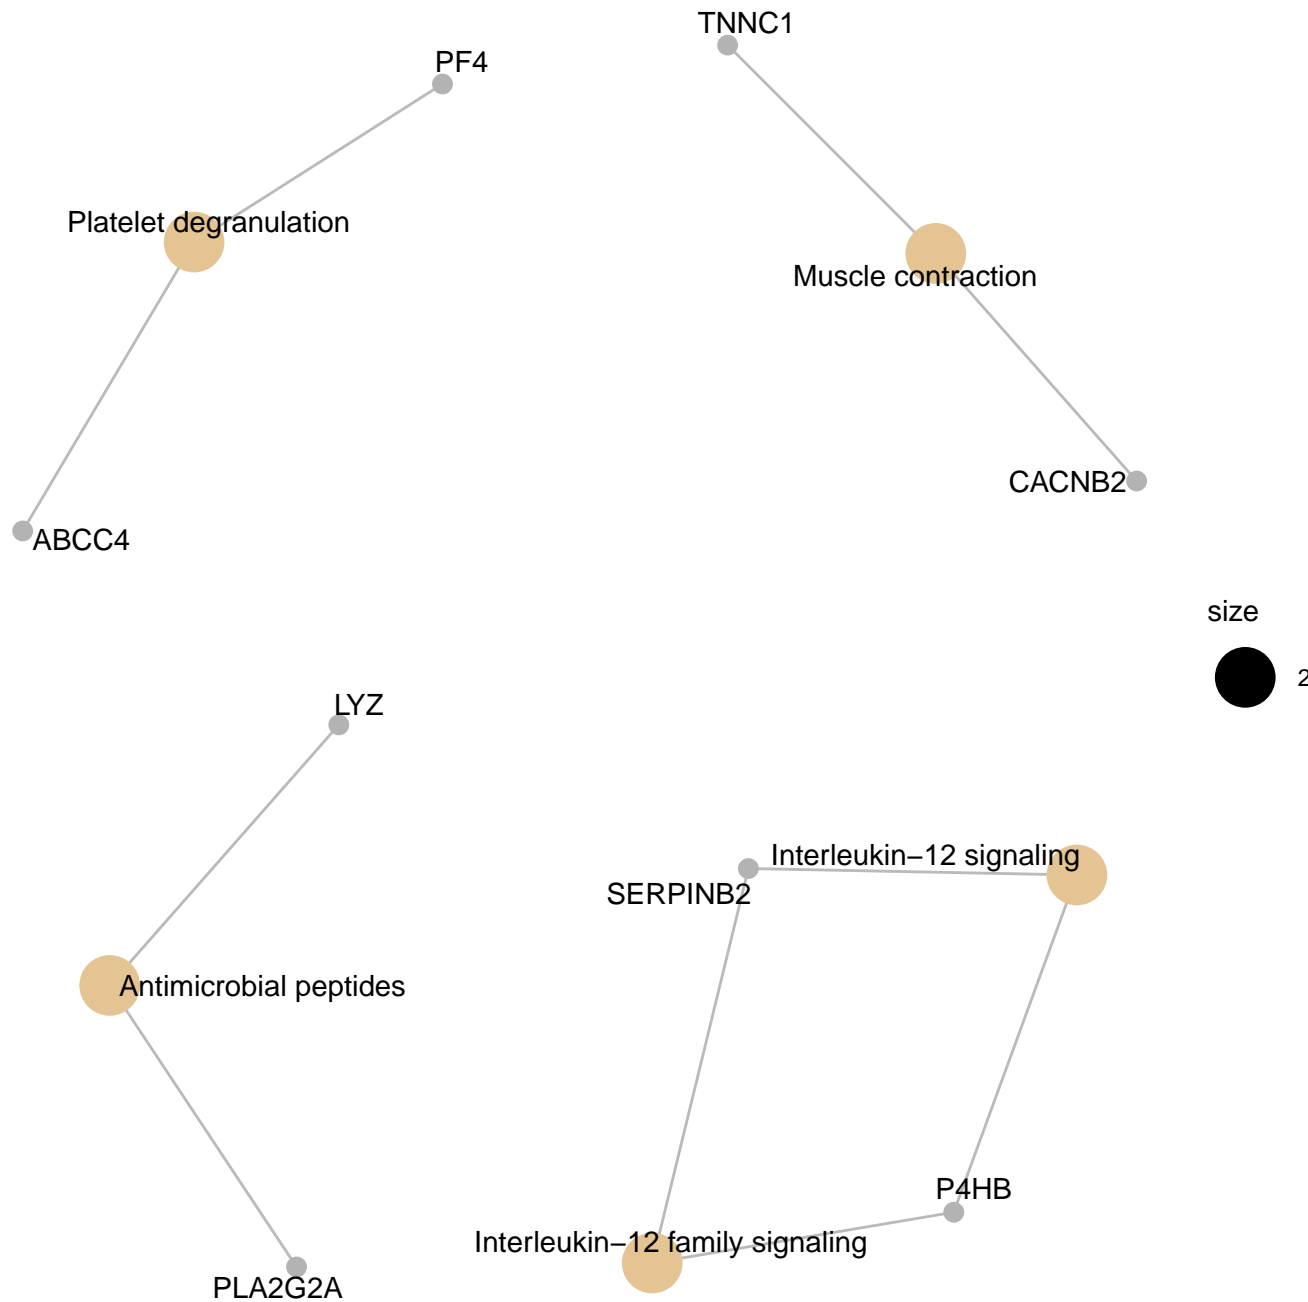 TNNC1
PF4
Platelet degranulation
Muscle contraction
CACNB2
ABCC4
size
2
LYZ
Interleukin−12 signaling
SERPINB2
Antimicrobial peptides
P4HB
Interleukin−12 family signaling
PLA2G2A